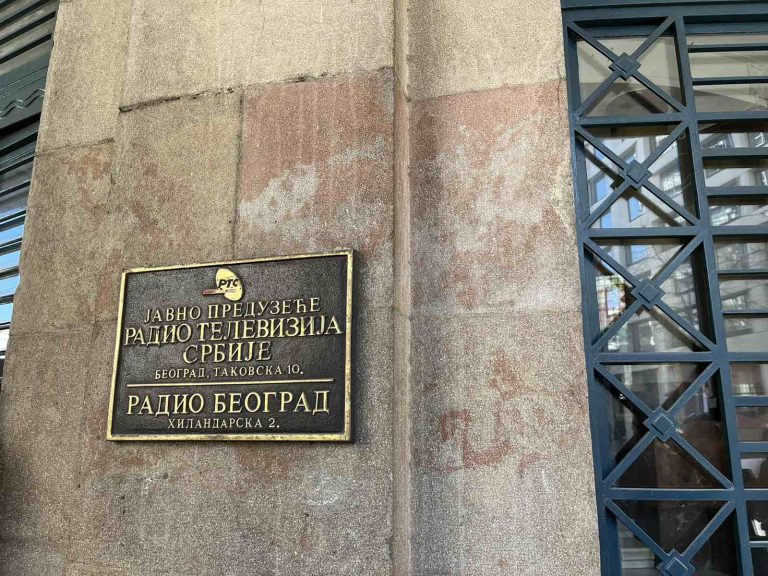 РТС
ЈАВНО ПРЕДУЗЕЋЕ
РАДИО ТЕЛЕВИЗИЈА
СРБИЈЕ
БЕОГРАД, ТАКОВСКА 10.
РАДИО БЕОГРАД
ХИЛАНДАРСКА 2.